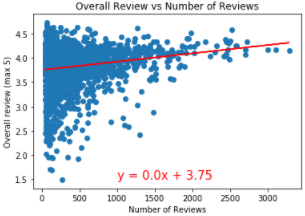 Overall Review vs Number of Reviews
Overall review (max 5)
4.5
4.0
3.5
3.0
2.5
2.0
1.5
y = 0.0x + 3.75
0 500 1000 1500 2000 2500 3000
Number of Reviews